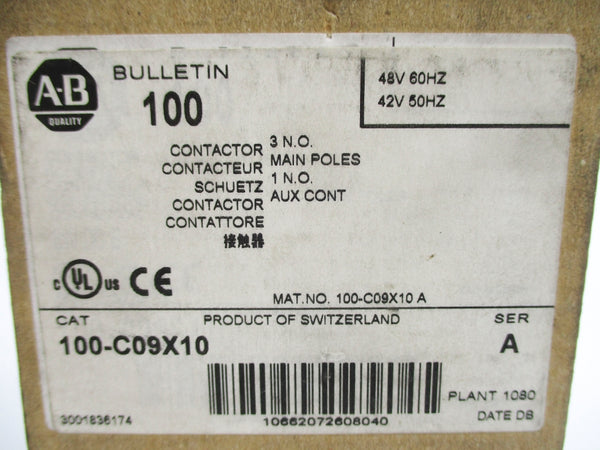 A-B
QUALITY
BULLETIN
100
48V 60HZ
42V 50HZ
CONTACTOR
CONTACTEUR
SCHUETZ
CONTACTOR
CONTATTORE
接触器
3 N.O.
MAIN POLES
1 N.O.
AUX CONT
C UL US CE
MAT.NO. 100-C09X10 A
CAT PRODUCT OF SWITZERLAND SER
100-C09X10 A
PLANT 1080
3001836174 10662072608040 DATE DB